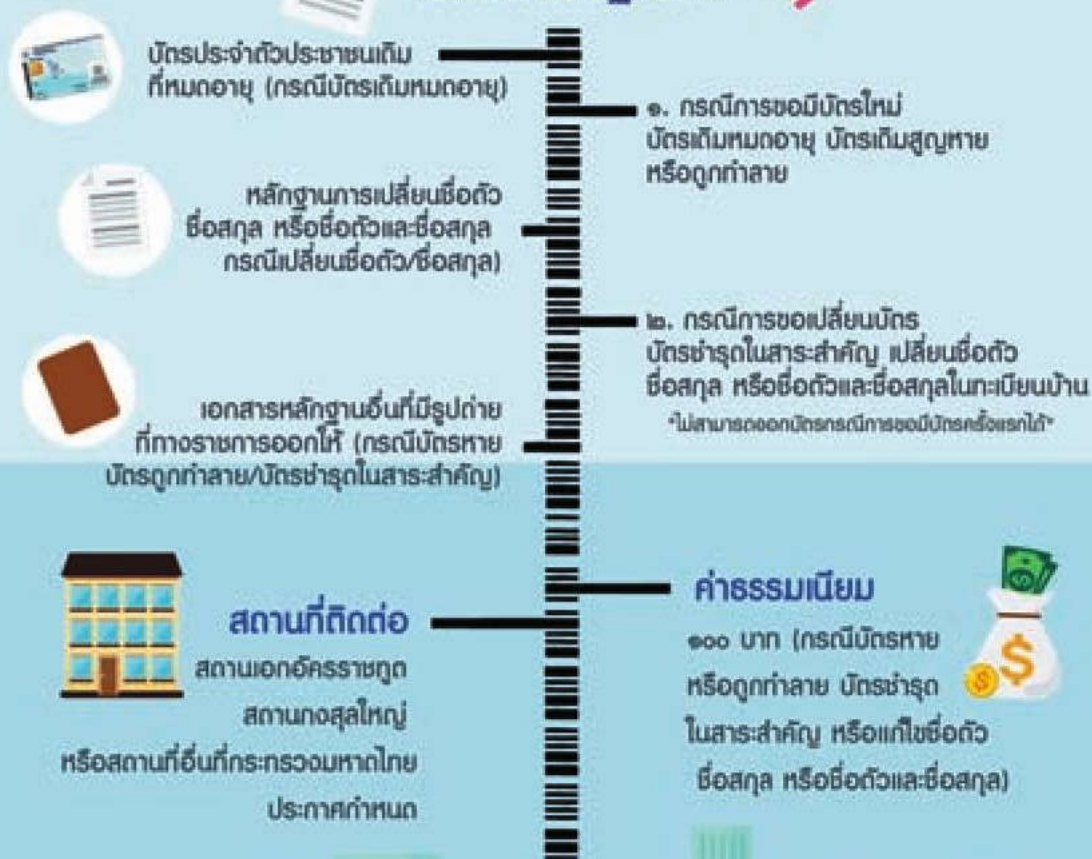 บัตรประจำตัวประชาชนเดิม
ที่หมดอายุ (กรณีบัตรเดิมหมดอายุ)
๑. กรณีการขอมีบัตรใหม่
บัตรเดิมหมดอายุ บัตรเดิมสูญหาย
หรือถูกทำลาย
หลักฐานการเปลี่ยนชื่อตัว
ชื่อสกุล หรือชื่อตัวและชื่อสกุล
กรณีเปลี่ยนชื่อตัว/ชื่อสกุล)
๒. กรณีการขอเปลี่ยนบัตร
บัตรชำรุดในสาระสำคัญ เปลี่ยนชื่อตัว
ชื่อสกุล หรือชื่อตัวและชื่อสกุลในทะเบียนบ้าน
*ไม่สามารถออกบัตรกรณีการขอมีบัตรครั้งแรกได้*
เอกสารหลักฐานอื่นที่มีรูปถ่าย
ที่ทางราชการออกให้ (กรณีบัตรหาย
บัตรถูกทำลาย/บัตรชำรุดในสาระสำคัญ)
สถานที่ติดต่อ
สถานเอกอัครราชทูต
สถานกงสุลใหญ่
หรือสถานที่อื่นที่กระทรวงมหาดไทย
ประกาศกำหนด
ค่าธรรมเนียม
๑๐๐ บาท (กรณีบัตรหาย
หรือถูกทำลาย บัตรชำรุด
ในสาระสำคัญ หรือแก้ไขชื่อตัว
ชื่อสกุล หรือชื่อตัวและชื่อสกุล)